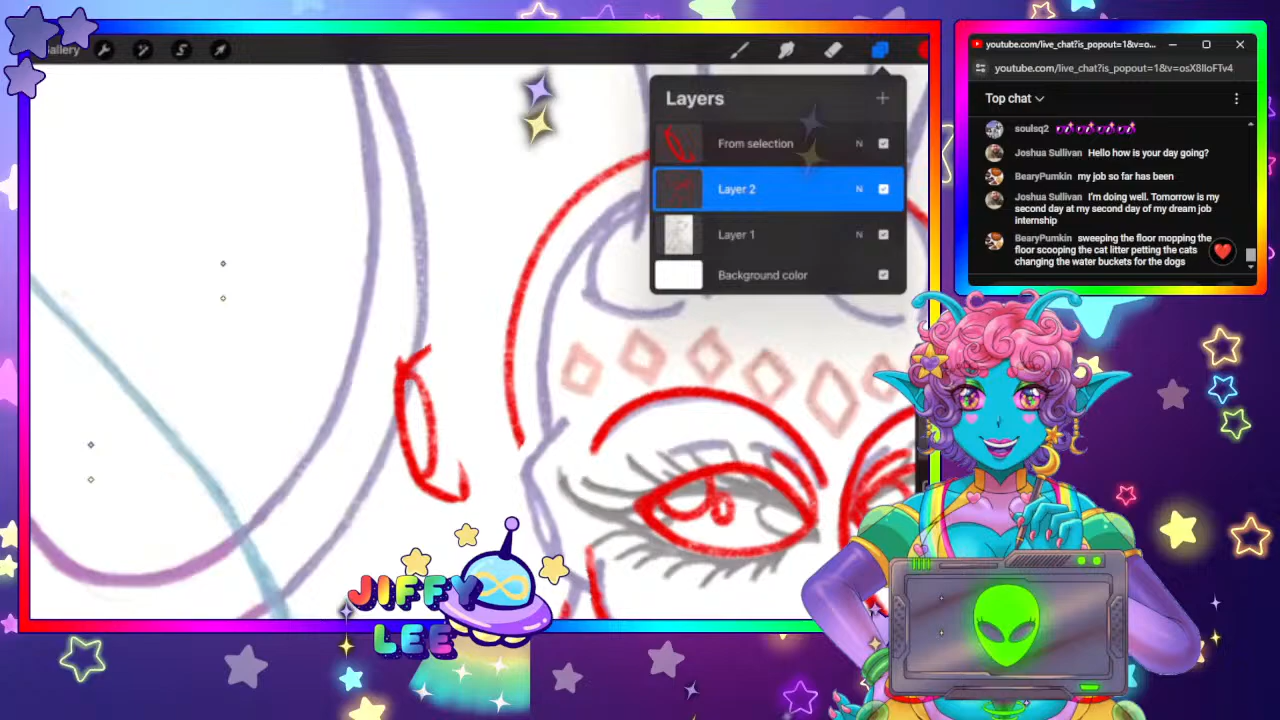 Gallery
Layers
From selection N
Layer 2 N
Layer 1 N
Background color
youtube.com/live_chat?is_popout=1&v=o...
youtube.com/live_chat?is_popout=1&v=osX8lloFTv4
Top chat
soulsq2
Joshua Sullivan Hello how is your day going?
BearyPumpkin my job so far has been
Joshua Sullivan I'm doing well. Tomorrow is my
second day at my second day of my dream job
internship
BearyPumpkin sweeping the floor mopping the
floor scooping the cat litter petting the cats
changing the water buckets for the dogs
JIFFY
LEE